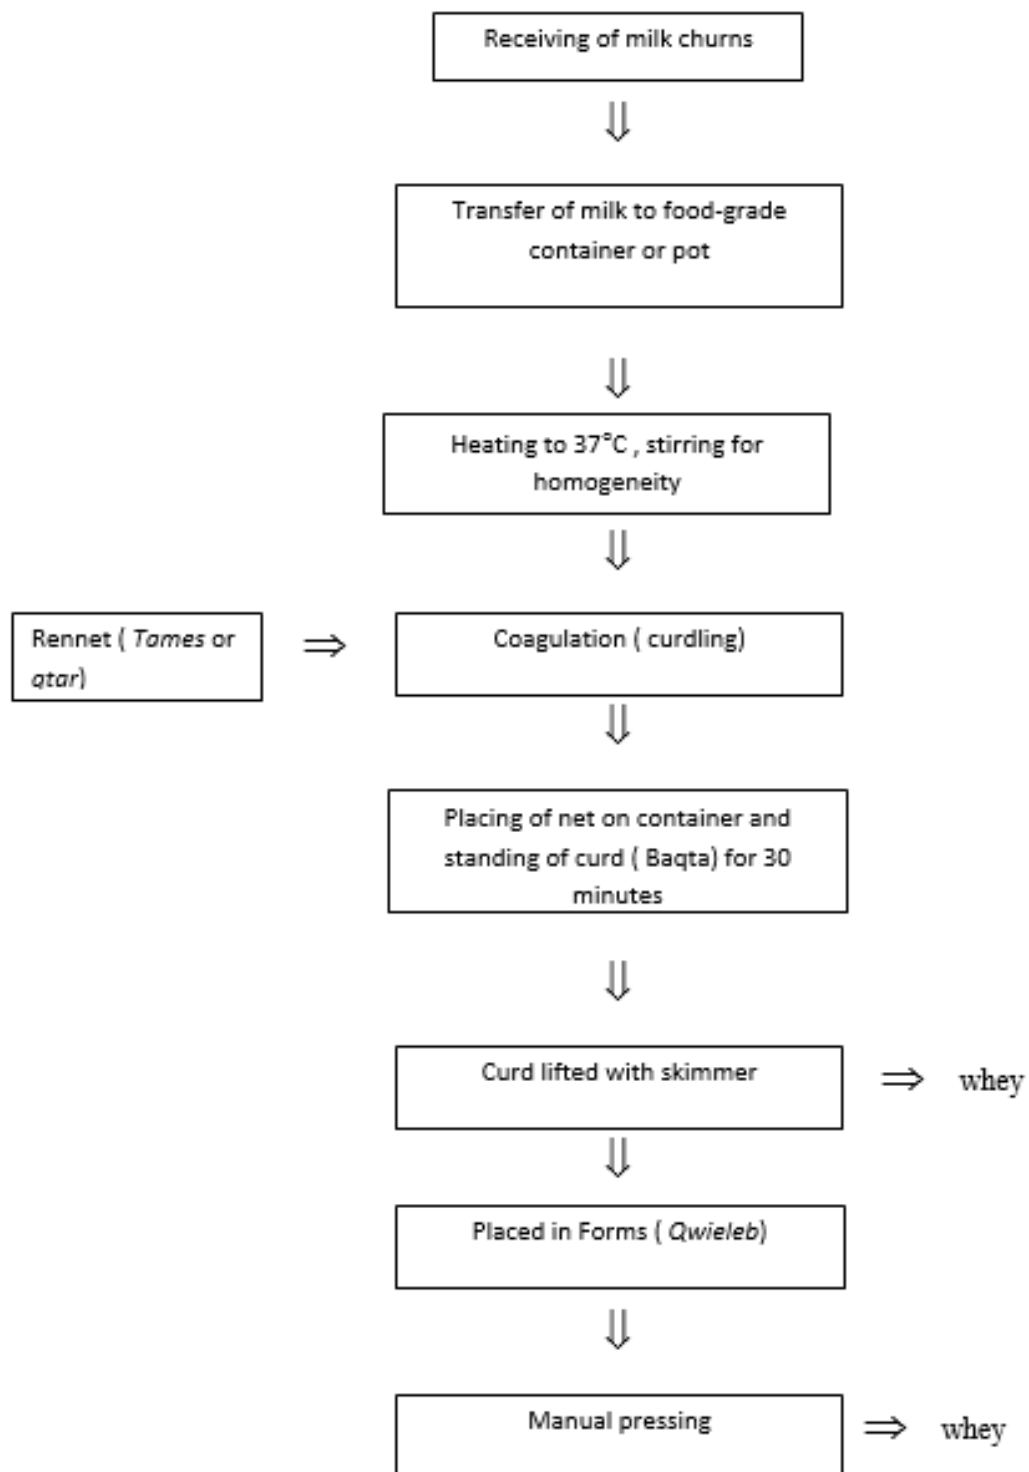 Receiving of milk churns
⇓
Transfer of milk to food-grade
container or pot
⇓
Heating to 37°C , stirring for
homogeneity
⇓
Rennet ( Tames or
qtar)
⇒
Coagulation ( curdling)
⇓
Placing of net on container and
standing of curd ( Baqta) for 30
minutes
⇓
Curd lifted with skimmer
⇒ whey
⇓
Placed in Forms ( Qwieleb)
⇓
Manual pressing
⇒ whey